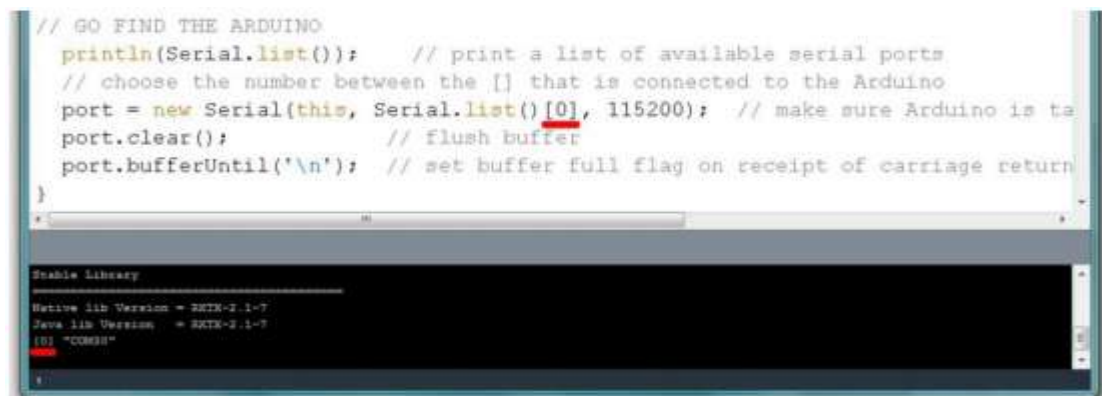 // GO FIND THE ARDUINO
println(Serial.list()); // print a list of available serial ports
// choose the number between the [] that is connected to the Arduino
port = new Serial(this, Serial.list()[0], 115200); // make sure Arduino is ta
port.clear(); // flush buffer
port.bufferUntil('\n'); // set buffer full flag on receipt of carriage return
}
Stable Library
=========================================
Native lib Version = RXTX-2.1-7
Java lib Version = RXTX-2.1-7
[0]